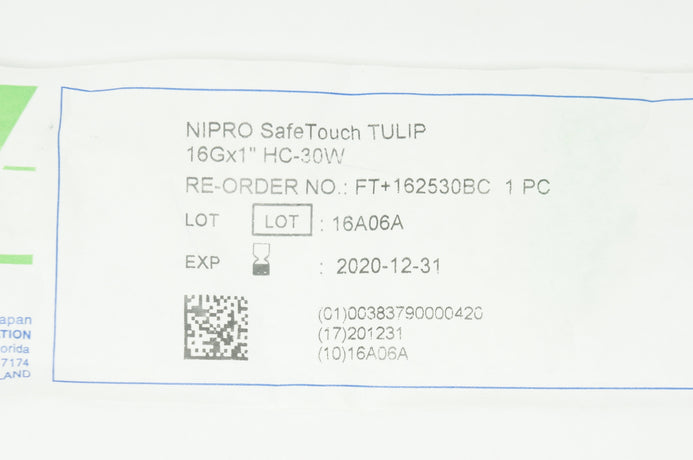 NIPRO SafeTouch TULIP
16Gx1" HC-30W
RE-ORDER NO.: FT+162530BC 1 PC
LOT LOT : 16A06A
EXP : 2020-12-31
(01)00383790000420
(17)201231
(10)16A06A
apan
TION
orida
7174
LAND